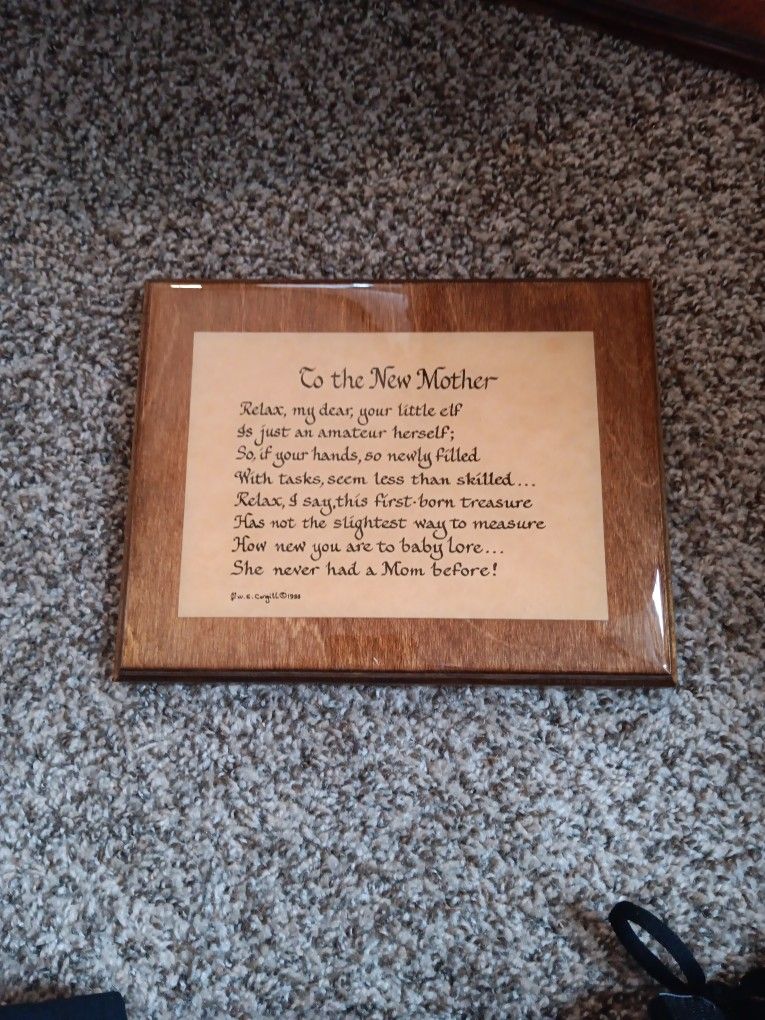 To the New Mother
Relax, my dear, your little elf
Is just an amateur herself;
So, if your hands, so newly filled
With tasks, seem less than skilled...
Relax, I say, this first-born treasure
Has not the slightest way to measure
How new you are to baby lore...
She never had a Mom before!
W. E. Cargill © 1988